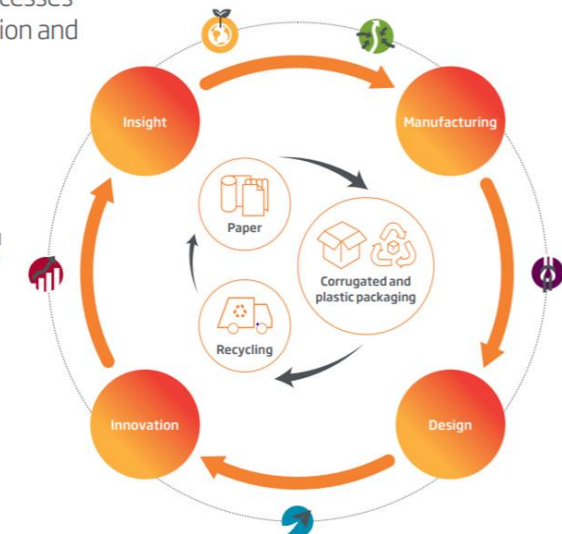 ion and
Insight
Manufacturing
Paper
Corrugated and
plastic packaging
Recycling
Innovation
Design